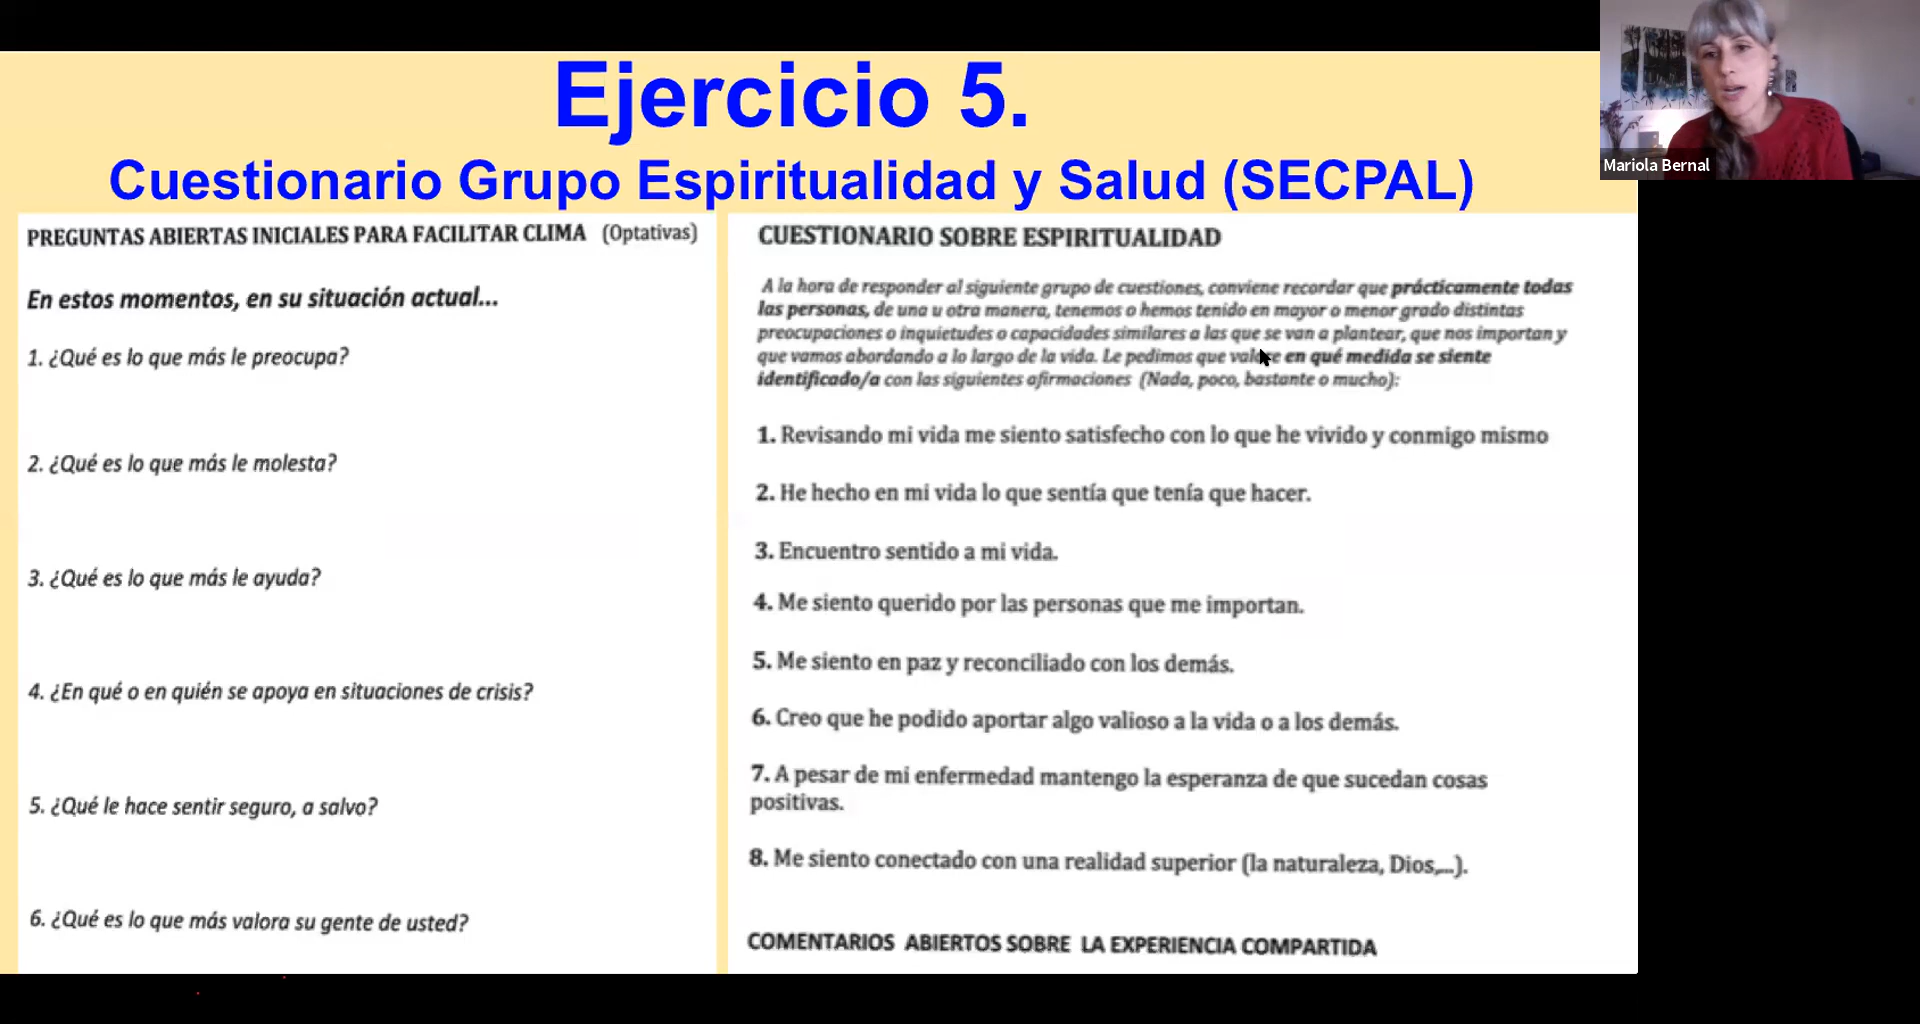 Ejercicio 5.
Cuestionario Grupo Espiritualidad y Salud (SECPAL)
PREGUNTAS ABIERTAS INICIALES PARA FACILITAR CLIMA (Optativas)
En estos momentos, en su situación actual...
1. ¿Qué es lo que más le preocupa?
2. ¿Qué es lo que más le molesta?
3. ¿Qué es lo que más le ayuda?
4. ¿En qué o en quién se apoya en situaciones de crisis?
5. ¿Qué le hace sentir seguro, a salvo?
6. ¿Qué es lo que más valora su gente de usted?
CUESTIONARIO SOBRE ESPIRITUALIDAD
A la hora de responder al siguiente grupo de cuestiones, conviene recordar que prácticamente todas
las personas, de una u otra manera, tenemos o hemos tenido en mayor o menor grado distintas
preocupaciones o inquietudes o capacidades similares a las que se van a plantear, que nos importan y
que vamos abordando a lo largo de la vida. Le pedimos que valore en qué medida se siente
identificado/a con las siguientes afirmaciones (Nada, poco, bastante o mucho):
1. Revisando mi vida me siento satisfecho con lo que he vivido y conmigo mismo
2. He hecho en mi vida lo que sentía que tenía que hacer.
3. Encuentro sentido a mi vida.
4. Me siento querido por las personas que me importan.
5. Me siento en paz y reconciliado con los demás.
6. Creo que he podido aportar algo valioso a la vida o a los demás.
7. A pesar de mi enfermedad mantengo la esperanza de que sucedan cosas
positivas.
8. Me siento conectado con una realidad superior (la naturaleza, Dios,...).
COMENTARIOS ABIERTOS SOBRE LA EXPERIENCIA COMPARTIDA
Mariola Bernal